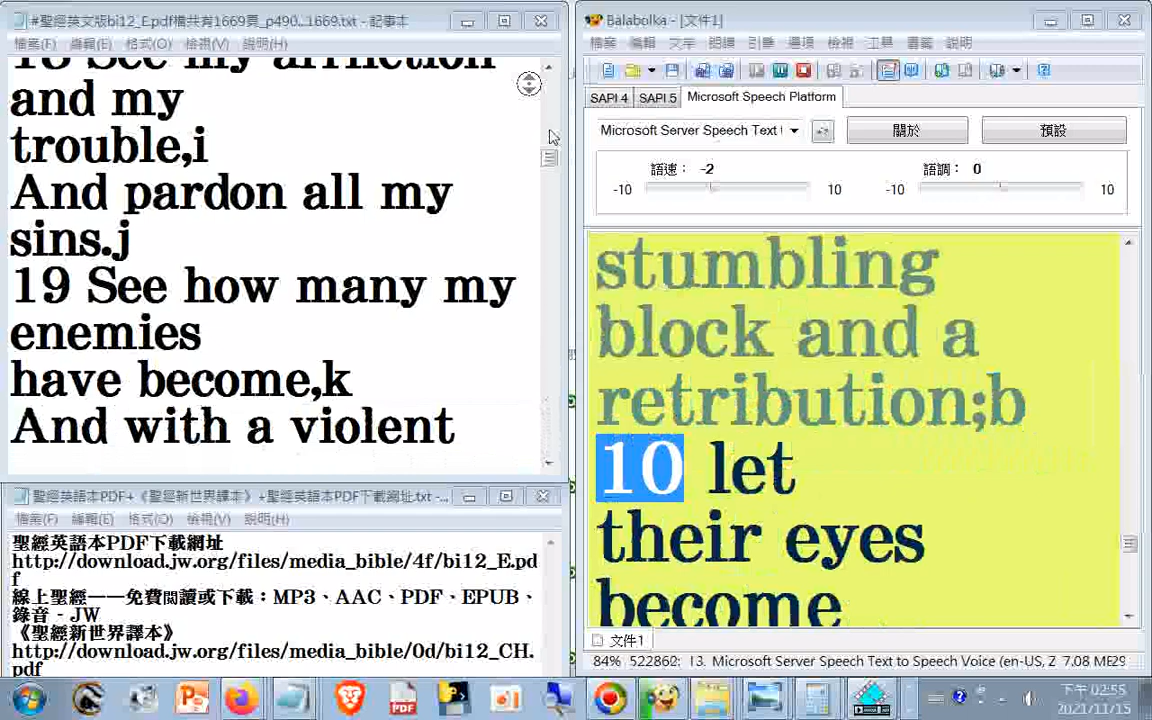 #聖經英文版bi12_E.pdf檔共有1669頁_p490...1669.txt - 記事本
檔案(F) 編輯(E) 格式(O) 檢視(V) 說明(H)
18 See my affliction
and my
trouble,i
And pardon all my
sins.j
19 See how many my
enemies
have become,k
And with a violent
聖經英語本PDF+《聖經新世界譯本》+聖經英語本PDF下載網址.txt -...
檔案(F) 編輯(E) 格式(O) 檢視(V) 說明(H)
聖經英語本PDF下載網址
http://download.jw.org/files/media_bible/4f/bi12_E.pd
f
線上聖經——免費閱讀或下載：MP3、AAC、PDF、EPUB、
錄音 - JW
《聖經新世界譯本》
http://download.jw.org/files/media_bible/0d/bi12_CH.
pdf
Balabolka - [文件1]
檔案 編輯 文字 朗讀 引擎 選項 檢視 工具 書籤 說明
SAPI 4 SAPI 5 Microsoft Speech Platform
Microsoft Server Speech Text 關於 預設
語速： -2 語調： 0
-10 10 -10 10
stumbling
block and a
retribution;b
10 let
their eyes
become
文件1
84% 522862: 13. Microsoft Server Speech Text to Speech Voice (en-US, Z 7.08 ME29
下午 02:55
2021/11/15